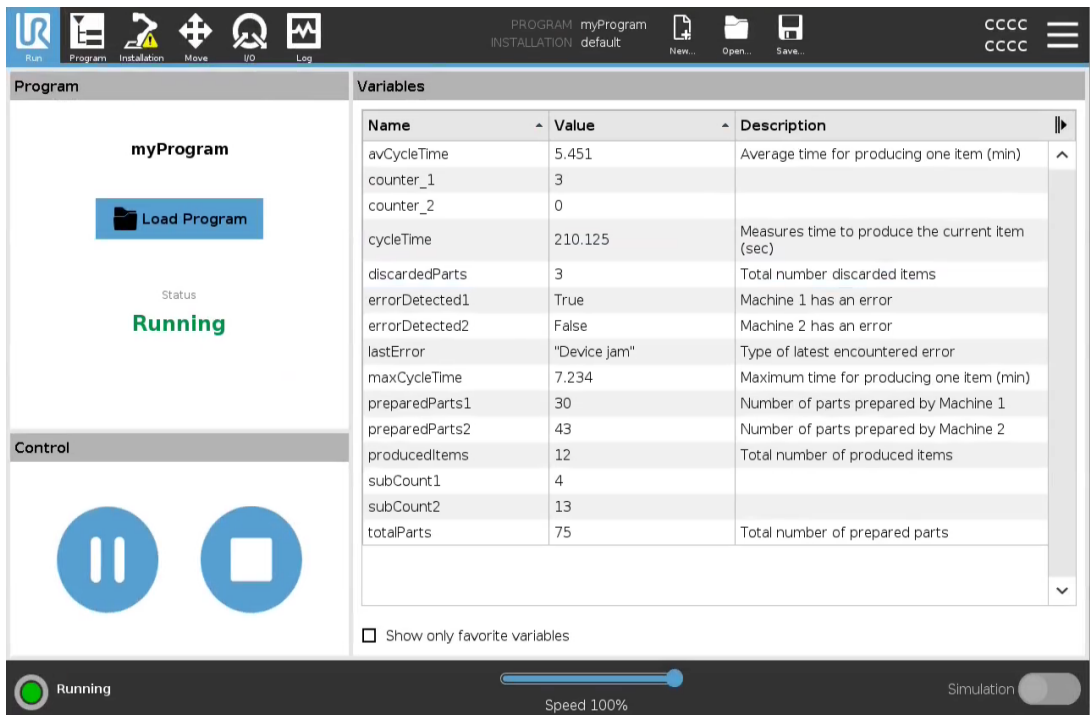 UR
Run Program Installation Move I/O Log
PROGRAM myProgram
INSTALLATION default
New... Open... Save...
CCCC
CCCC
Program
myProgram
Load Program
Status
Running
Control
Variables
Name Value Description
avCycleTime 5.451 Average time for producing one item (min)
counter_1 3
counter_2 0
cycleTime 210.125 Measures time to produce the current item
(sec)
discardedParts 3 Total number discarded items
errorDetected1 True Machine 1 has an error
errorDetected2 False Machine 2 has an error
lastError "Device jam" Type of latest encountered error
maxCycleTime 7.234 Maximum time for producing one item (min)
preparedParts1 30 Number of parts prepared by Machine 1
preparedParts2 43 Number of parts prepared by Machine 2
producedItems 12 Total number of produced items
subCount1 4
subCount2 13
totalParts 75 Total number of prepared parts
Show only favorite variables
Running
Speed 100%
Simulation